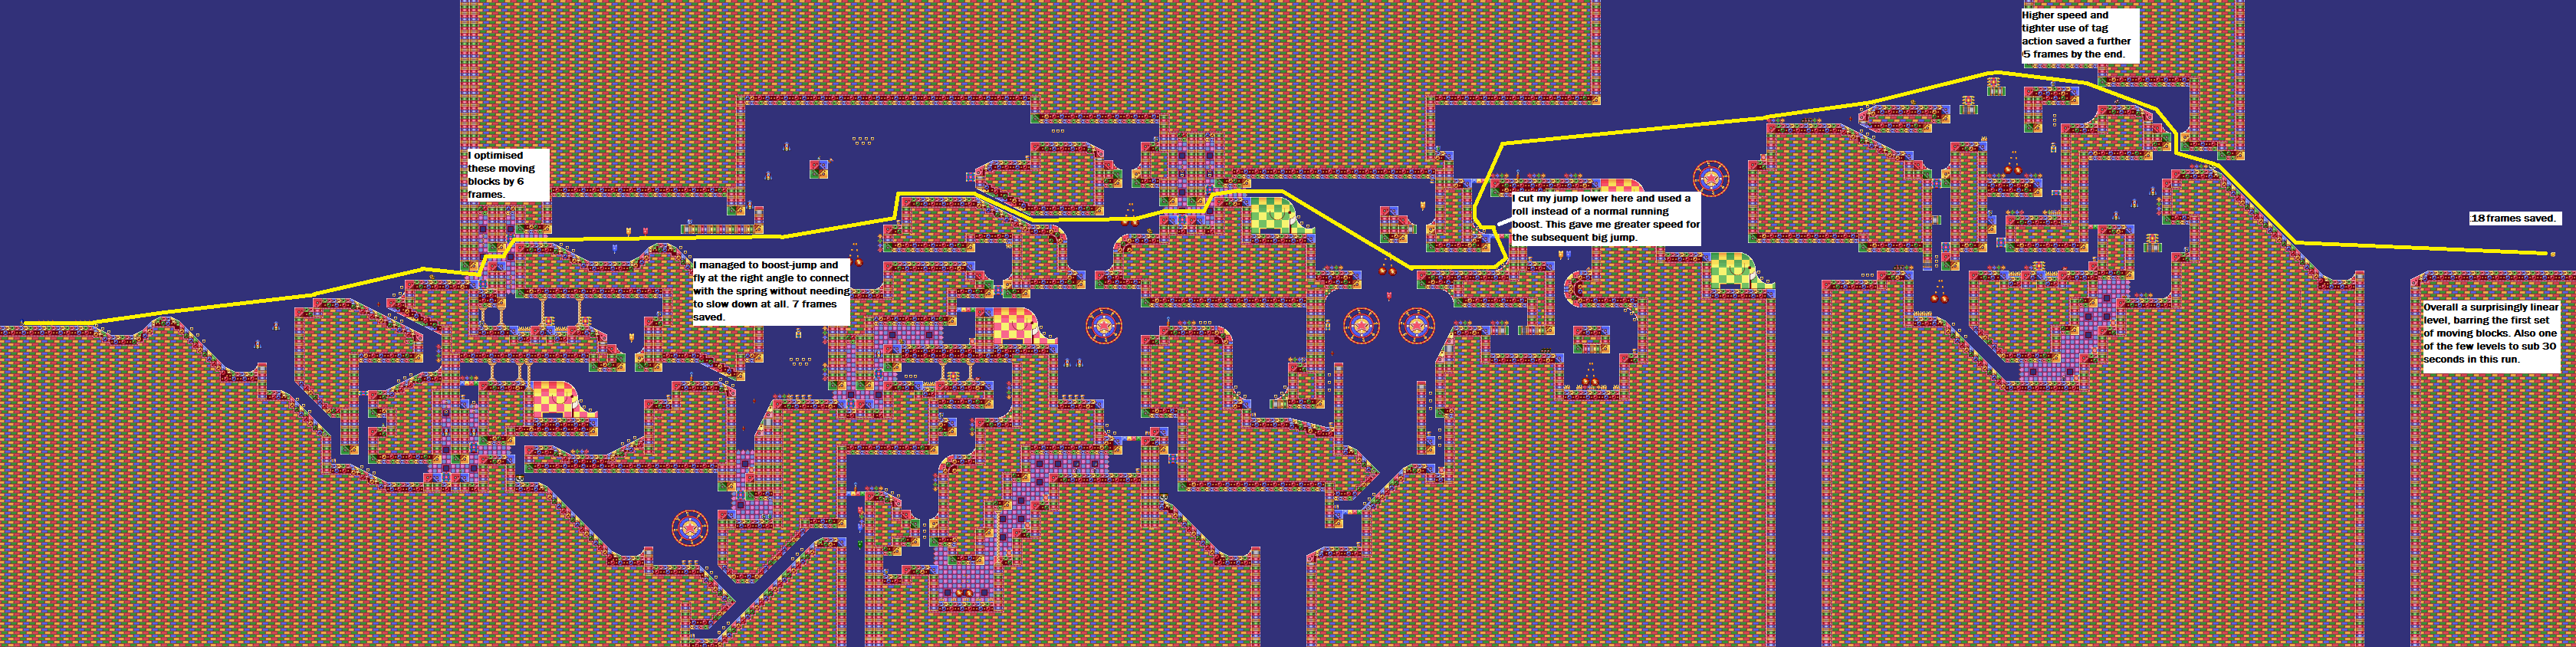 I optimised
these moving
blocks by 6
frames.
I managed to boost-jump and
fly at the right angle to connect
with the spring without needing
to slow down at all. 7 frames
saved.
I cut my jump lower here and used a
roll instead of a normal running
boost. This gave me greater speed for
the subsequent big jump.
Higher speed and
tighter use of tag
action saved a further
5 frames by the end.
18 frames saved.
Overall a surprisingly linear
level, barring the first set
of moving blocks. Also one
of the few levels to sub 30
seconds in this run.